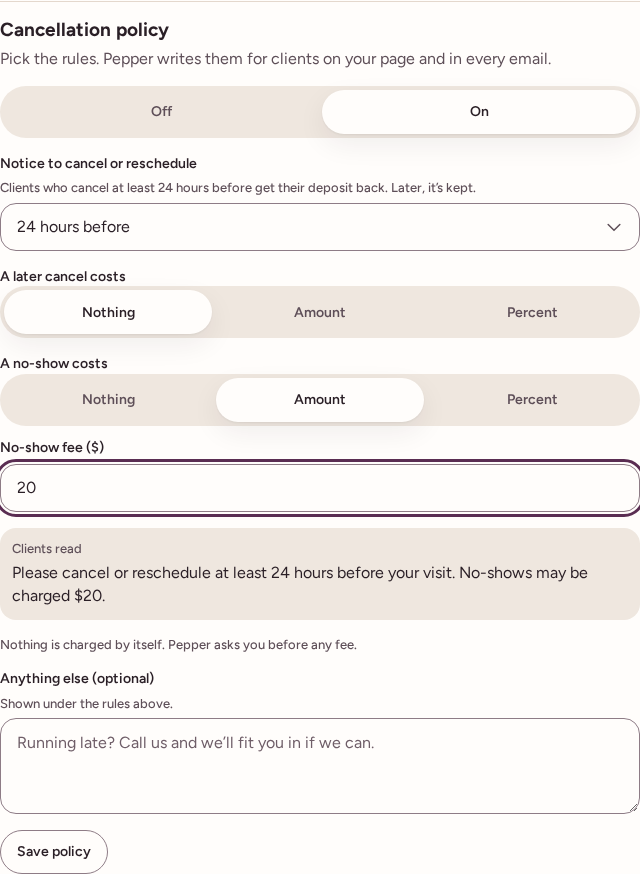 Cancellation policy
Pick the rules. Pepper writes them for clients on your page and in every email.
Off
On
Notice to cancel or reschedule
Clients who cancel at least 24 hours before get their deposit back. Later, it’s kept.
24 hours before
A later cancel costs
Nothing
Amount
Percent
A no-show costs
Nothing
Amount
Percent
No-show fee ($)
20
Clients read
Please cancel or reschedule at least 24 hours before your visit. No-shows may be
charged $20.
Nothing is charged by itself. Pepper asks you before any fee.
Anything else (optional)
Shown under the rules above.
Running late? Call us and we’ll fit you in if we can.
Save policy